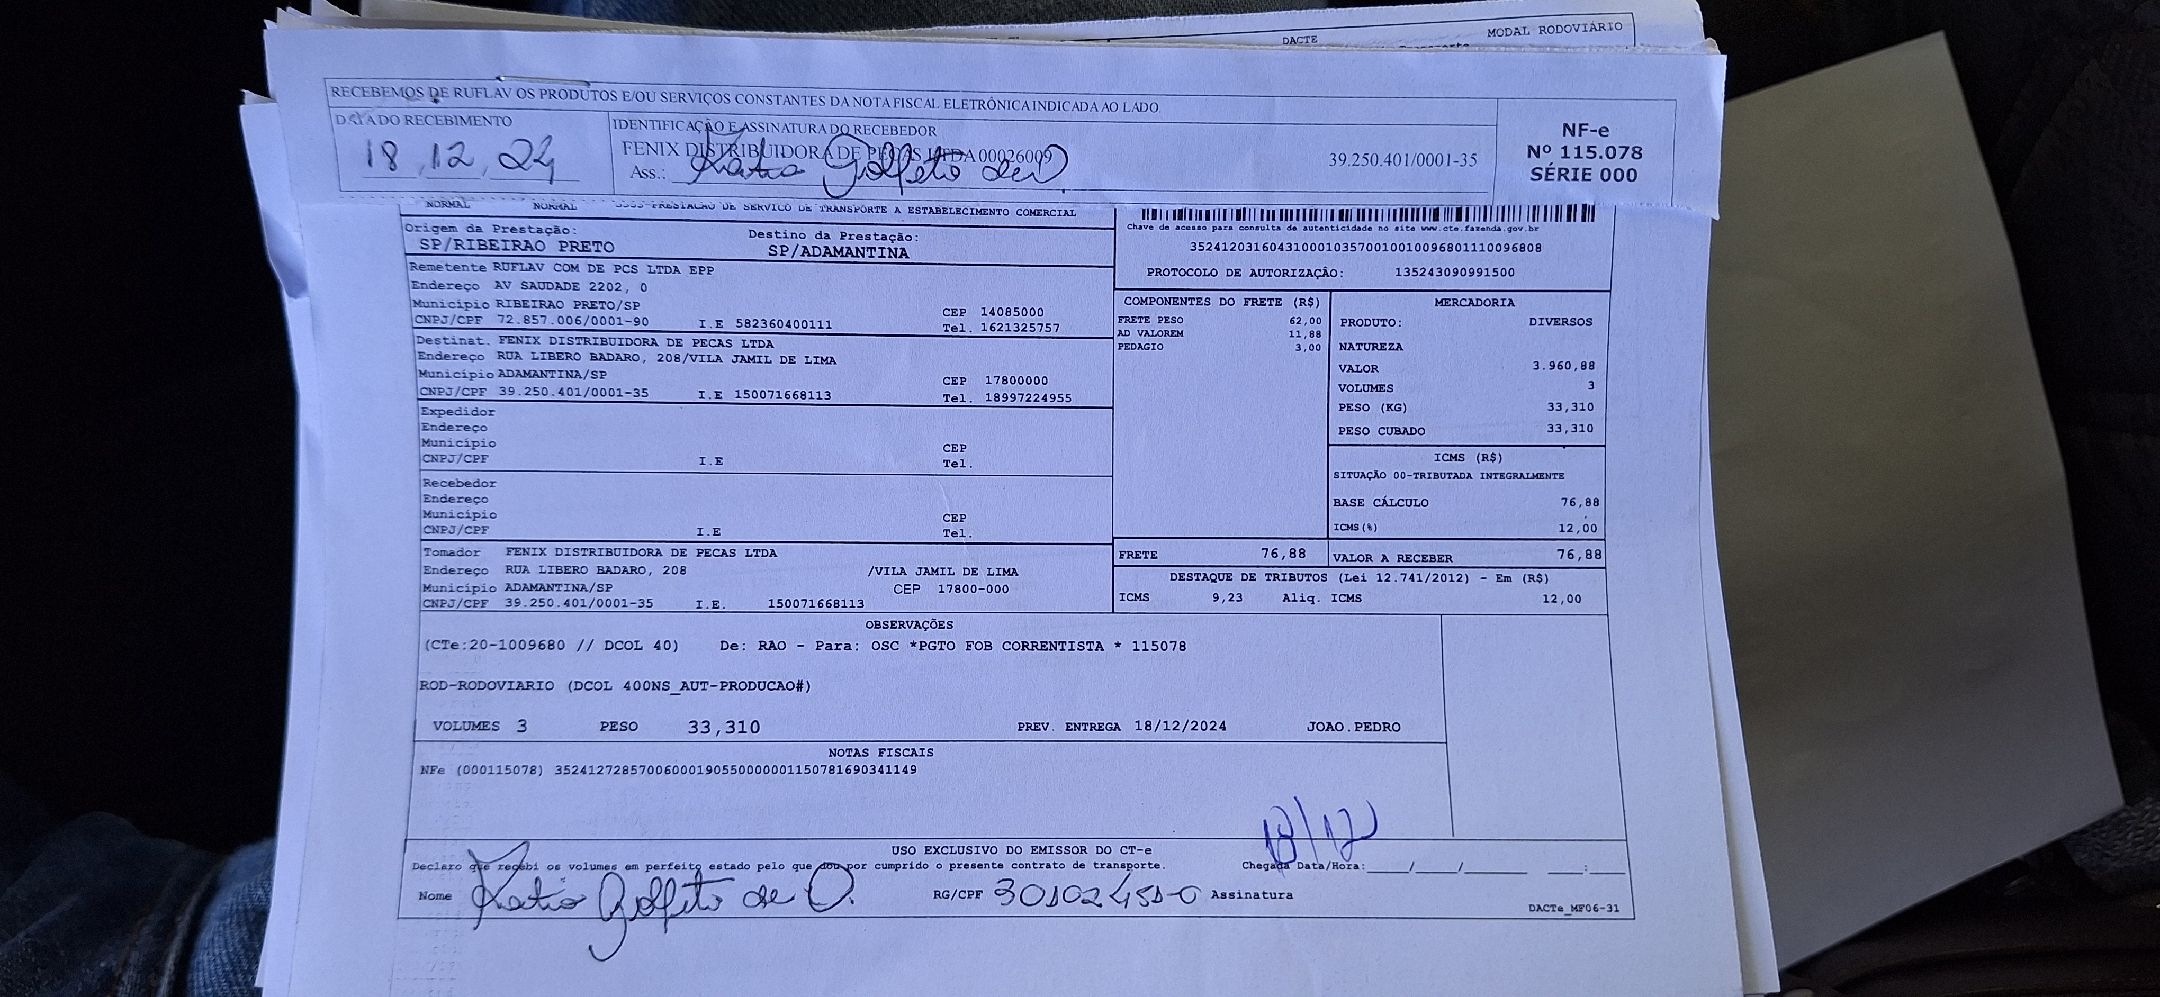 DACTE
MODAL RODOVIÁRIO
RECEBEMOS DE RUFLAV OS PRODUTOS E/OU SERVIÇOS CONSTANTES DA NOTA FISCAL ELETRÔNICA INDICADA AO LADO
DATA DO RECEBIMENTO
18,12,24
IDENTIFICAÇÃO E ASSINATURA DO RECEBEDOR
FENIX DISTRIBUIDORA DE PECAS LTDA 00026009
39.250.401/0001-35
Ass.: Katia Golfeto de O.
NF-e
Nº 115.078
SÉRIE 000
NORMAL NORMAL PRESTACAO DE SERVICO DE TRANSPORTE A ESTABELECIMENTO COMERCIAL
Origem da Prestação:
SP/RIBEIRAO PRETO
Destino da Prestação:
SP/ADAMANTINA
Chave de acesso para consulta de autenticidade no site www.cte.fazenda.gov.br
35241203160431000103570010010096801110096808
PROTOCOLO DE AUTORIZAÇÃO: 135243090991500
Remetente RUFLAV COM DE PCS LTDA EPP
Endereço AV SAUDADE 2202, 0
Município RIBEIRAO PRETO/SP CEP 14085000
CNPJ/CPF 72.857.006/0001-90 I.E 582360400111 Tel. 1621325757
Destinat. FENIX DISTRIBUIDORA DE PECAS LTDA
Endereço RUA LIBERO BADARO, 208/VILA JAMIL DE LIMA
Município ADAMANTINA/SP CEP 17800000
CNPJ/CPF 39.250.401/0001-35 I.E 150071668113 Tel. 18997224955
Expedidor
Endereço
Município CEP
CNPJ/CPF I.E Tel.
Recebedor
Endereço
Município CEP
CNPJ/CPF I.E Tel.
Tomador FENIX DISTRIBUIDORA DE PECAS LTDA
Endereço RUA LIBERO BADARO, 208 /VILA JAMIL DE LIMA
Município ADAMANTINA/SP CEP 17800-000
CNPJ/CPF 39.250.401/0001-35 I.E. 150071668113
COMPONENTES DO FRETE (R$)
FRETE PESO 62,00
AD VALOREM 11,88
PEDAGIO 3,00
MERCADORIA
PRODUTO: DIVERSOS
NATUREZA
VALOR 3.960,88
VOLUMES 3
PESO (KG) 33,310
PESO CUBADO 33,310
ICMS (R$)
SITUAÇÃO 00-TRIBUTADA INTEGRALMENTE
BASE CÁLCULO 76,88
ICMS(%) 12,00
FRETE 76,88
VALOR A RECEBER 76,88
DESTAQUE DE TRIBUTOS (Lei 12.741/2012) - Em (R$)
ICMS 9,23 Aliq. ICMS 12,00
OBSERVAÇÕES
(CTe:20-1009680 // DCOL 40) De: RAO - Para: OSC *PGTO FOB CORRENTISTA * 115078
ROD-RODOVIARIO (DCOL 400NS_AUT-PRODUCAO#)
VOLUMES 3 PESO 33,310 PREV. ENTREGA 18/12/2024 JOAO.PEDRO
NOTAS FISCAIS
NFe (000115078) 35241272857006000190550000001150781690341149
18/12
USO EXCLUSIVO DO EMISSOR DO CT-e
Declaro que recebi os volumes em perfeito estado pelo que dou por cumprido o presente contrato de transporte.
Chegada Data/Hora:____/____/______ ____:____
Nome Katia Golfeto de O. RG/CPF Assinatura
DACTe_MF06-31